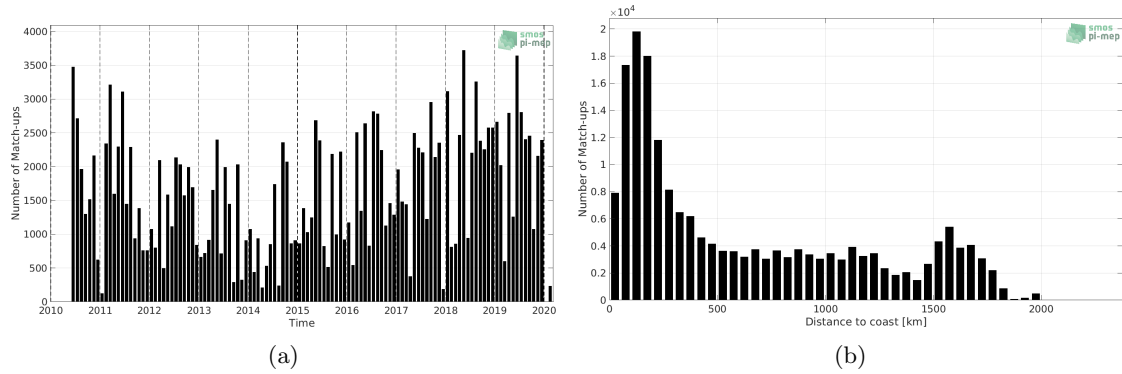 4000
3500
3000
2500
2000
1500
1000
500
0
Number of Match-ups
2010 2011 2012 2013 2014 2015 2016 2017 2018 2019 2020
Time
smos
pi-mep
(a)
×10⁴
2
1.8
1.6
1.4
1.2
1
0.8
0.6
0.4
0.2
0
Number of Match-ups
0 500 1000 1500 2000
Distance to coast [km]
smos
pi-mep
(b)